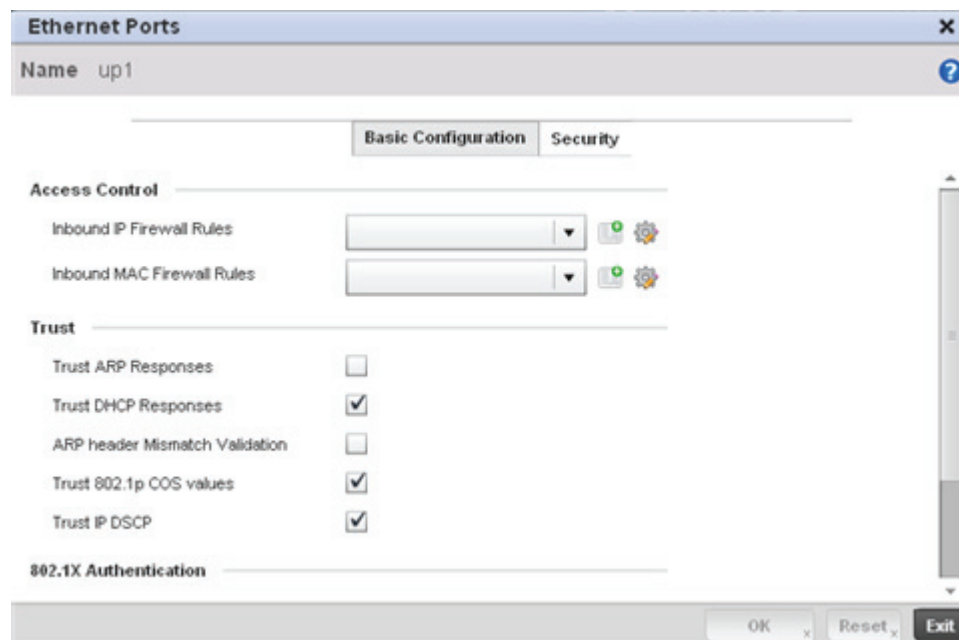 Ethernet Ports
Name up1
Basic Configuration Security
Access Control
Inbound IP Firewall Rules
Inbound MAC Firewall Rules
Trust
Trust ARP Responses
Trust DHCP Responses
ARP header Mismatch Validation
Trust 802.1p COS values
Trust IP DSCP
802.1X Authentication
OK Reset Exit